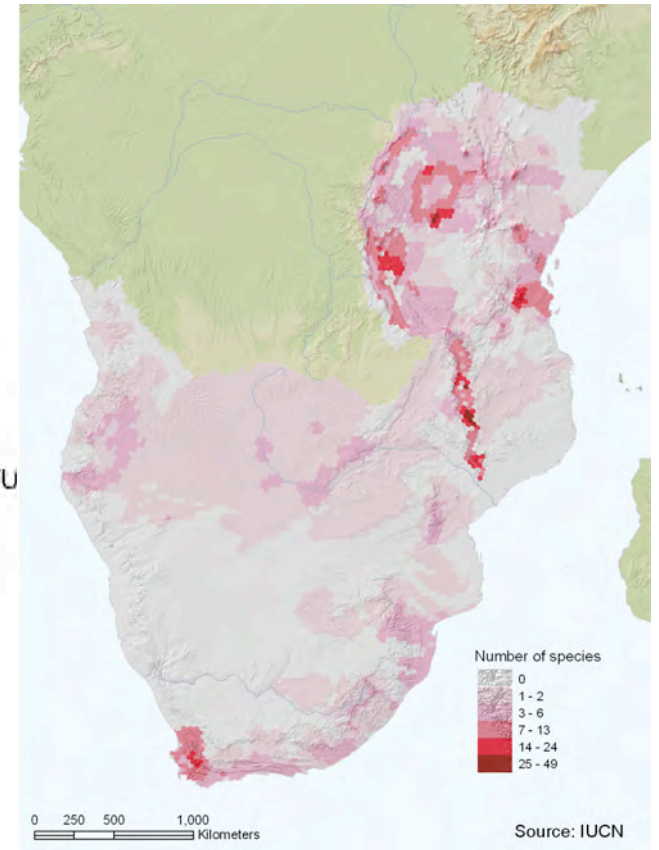 Number of species
0
1 - 2
3 - 6
7 - 13
14 - 24
25 - 49
0 250 500 1,000
Kilometers
Source: IUCN